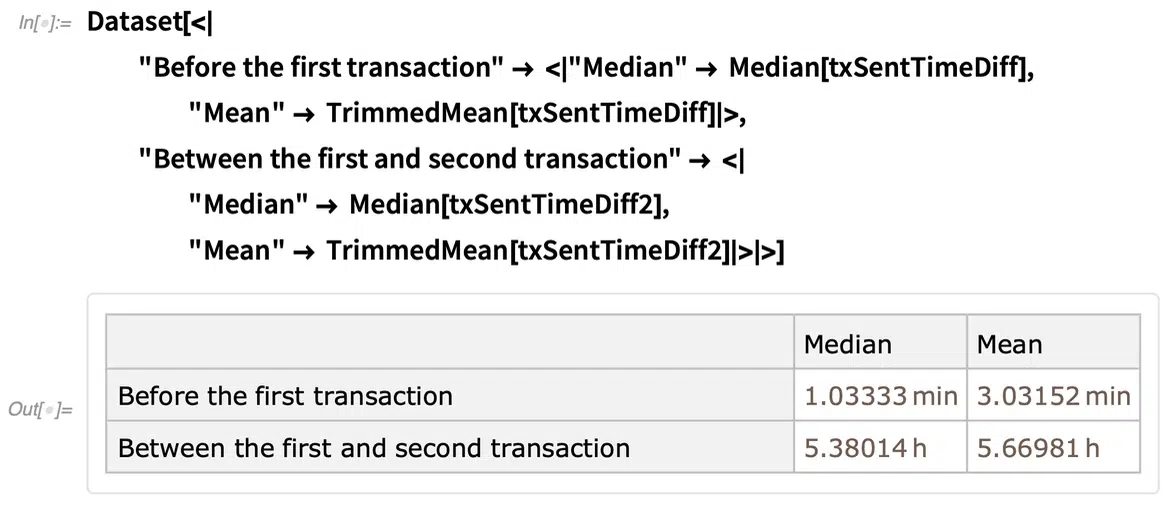 In[•]:= Dataset[<|
"Before the first transaction" → <|"Median" → Median[txSentTimeDiff],
"Mean" → TrimmedMean[txSentTimeDiff]|>,
"Between the first and second transaction" → <|
"Median" → Median[txSentTimeDiff2],
"Mean" → TrimmedMean[txSentTimeDiff2]|>|>]
Median Mean
Before the first transaction 1.03333 min 3.03152 min
Out[•]=
Between the first and second transaction 5.38014 h 5.66981 h